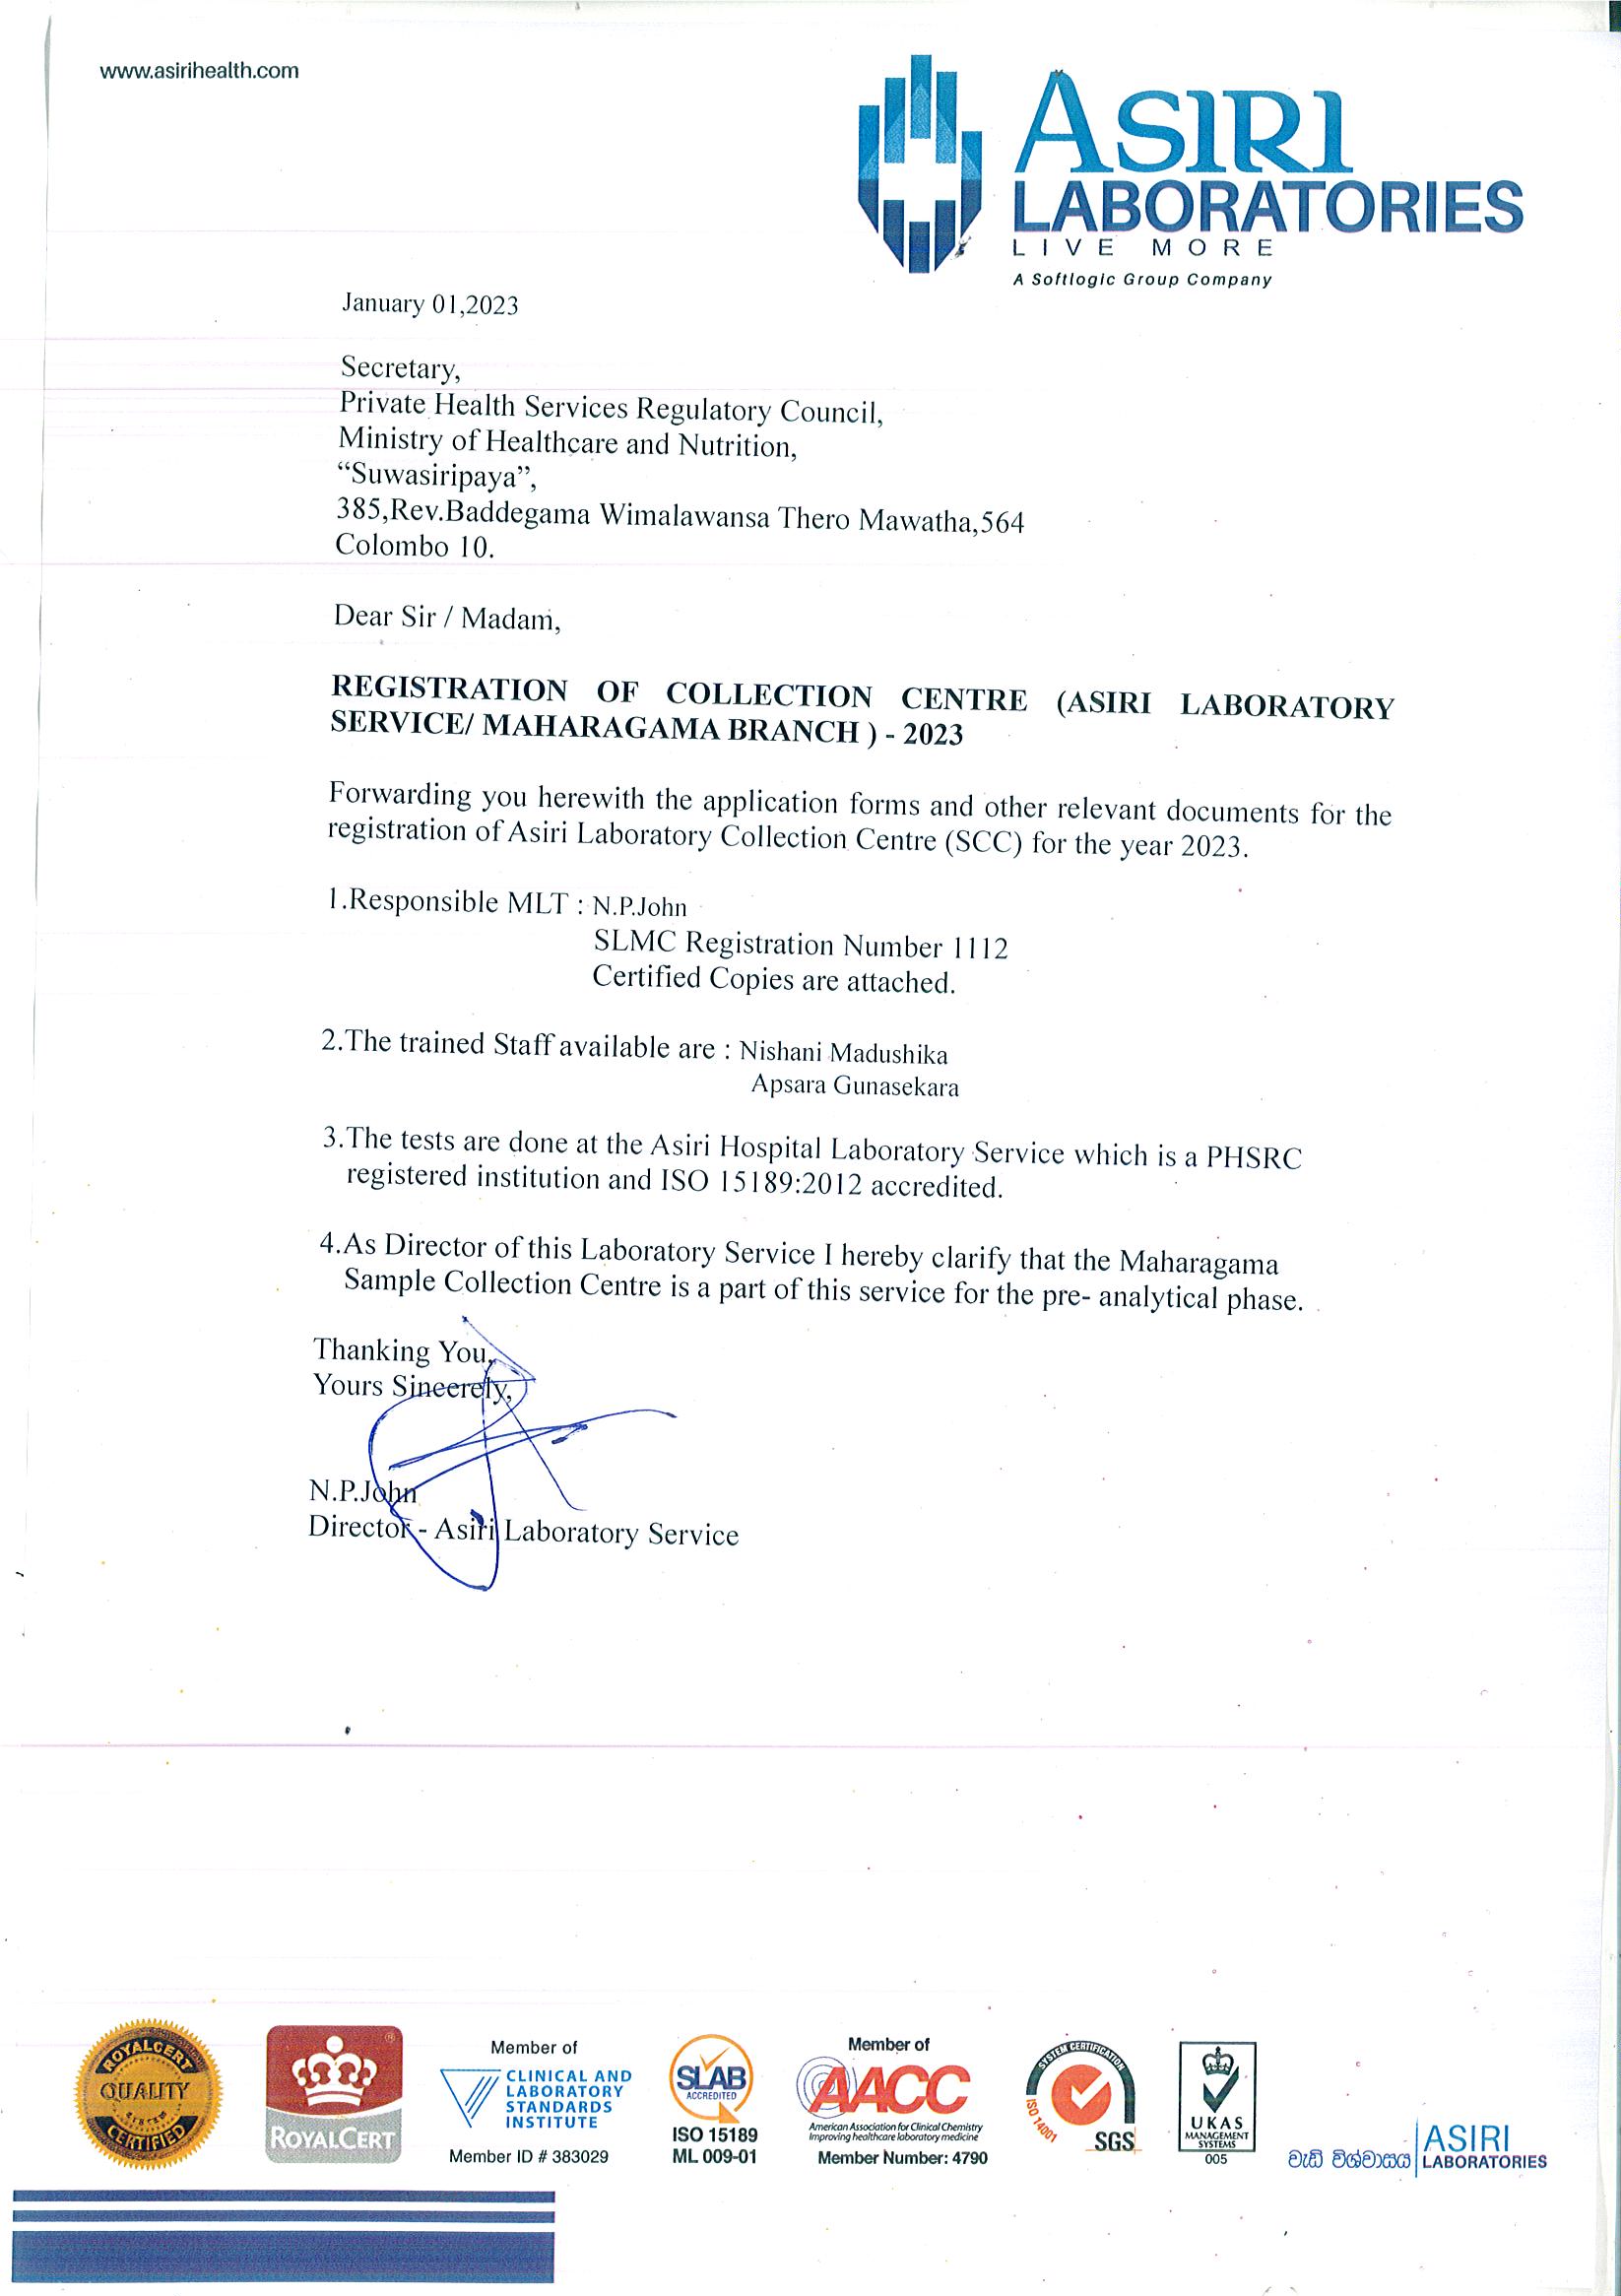 www.asirihealth.com
ASIRI
LABORATORIES
LIVE MORE
A Softlogic Group Company
January 01,2023
Secretary,
Private Health Services Regulatory Council,
Ministry of Healthcare and Nutrition,
“Suwasiripaya”,
385,Rev.Baddegama Wimalawansa Thero Mawatha,564
Colombo 10.
Dear Sir / Madam,
REGISTRATION OF COLLECTION CENTRE (ASIRI LABORATORY
SERVICE/ MAHARAGAMA BRANCH ) - 2023
Forwarding you herewith the application forms and other relevant documents for the
registration of Asiri Laboratory Collection Centre (SCC) for the year 2023.
1.Responsible MLT : N.P.John
SLMC Registration Number 1112
Certified Copies are attached.
2.The trained Staff available are : Nishani Madushika
Apsara Gunasekara
3.The tests are done at the Asiri Hospital Laboratory Service which is a PHSRC
registered institution and ISO 15189:2012 accredited.
4.As Director of this Laboratory Service I hereby clarify that the Maharagama
Sample Collection Centre is a part of this service for the pre- analytical phase.
Thanking You,
Yours Sincerely,
N.P.John
Director - Asiri Laboratory Service
ROYALCERT
QUALITY
SYSTEM
CERTIFIED
ROYALCERT
Member of
CLINICAL AND
LABORATORY
STANDARDS
INSTITUTE
Member ID # 383029
SLAB
ACCREDITED
ISO 15189
ML 009-01
Member of
AACC
American Association for Clinical Chemistry
Improving healthcare laboratory medicine
Member Number: 4790
SYSTEM CERTIFICATION
ISO 14001
SGS
UKAS
MANAGEMENT
SYSTEMS
005
වැඩි විශ්වාසය
ASIRI
LABORATORIES